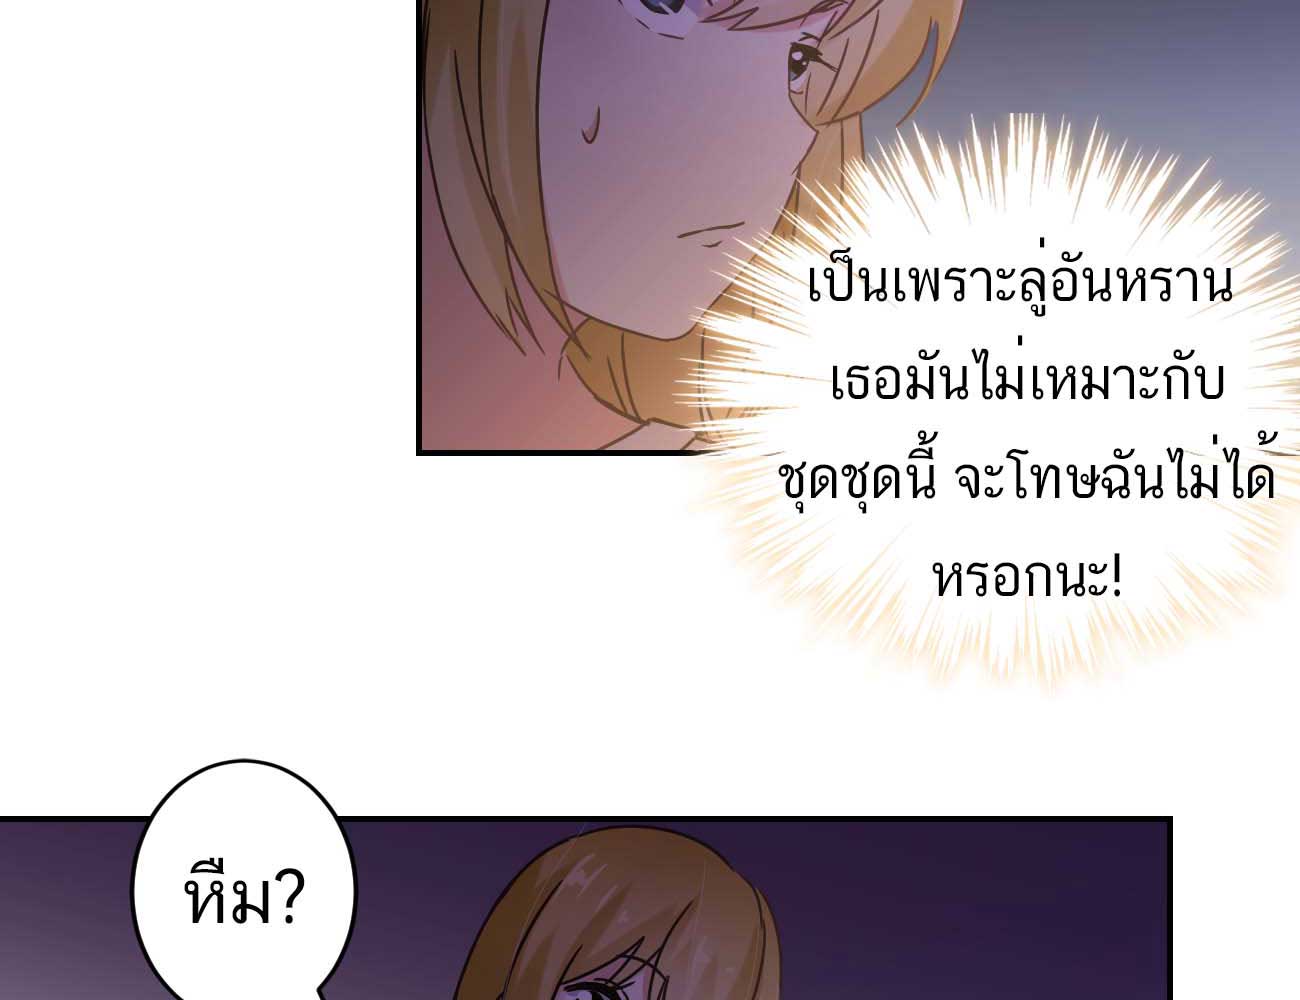 เป็นเพราะลู่อันหราน
เธอมันไม่เหมาะกับ
ชุดชุดนี้ จะโทษฉันไม่ได้
หรอกนะ!
หืม?